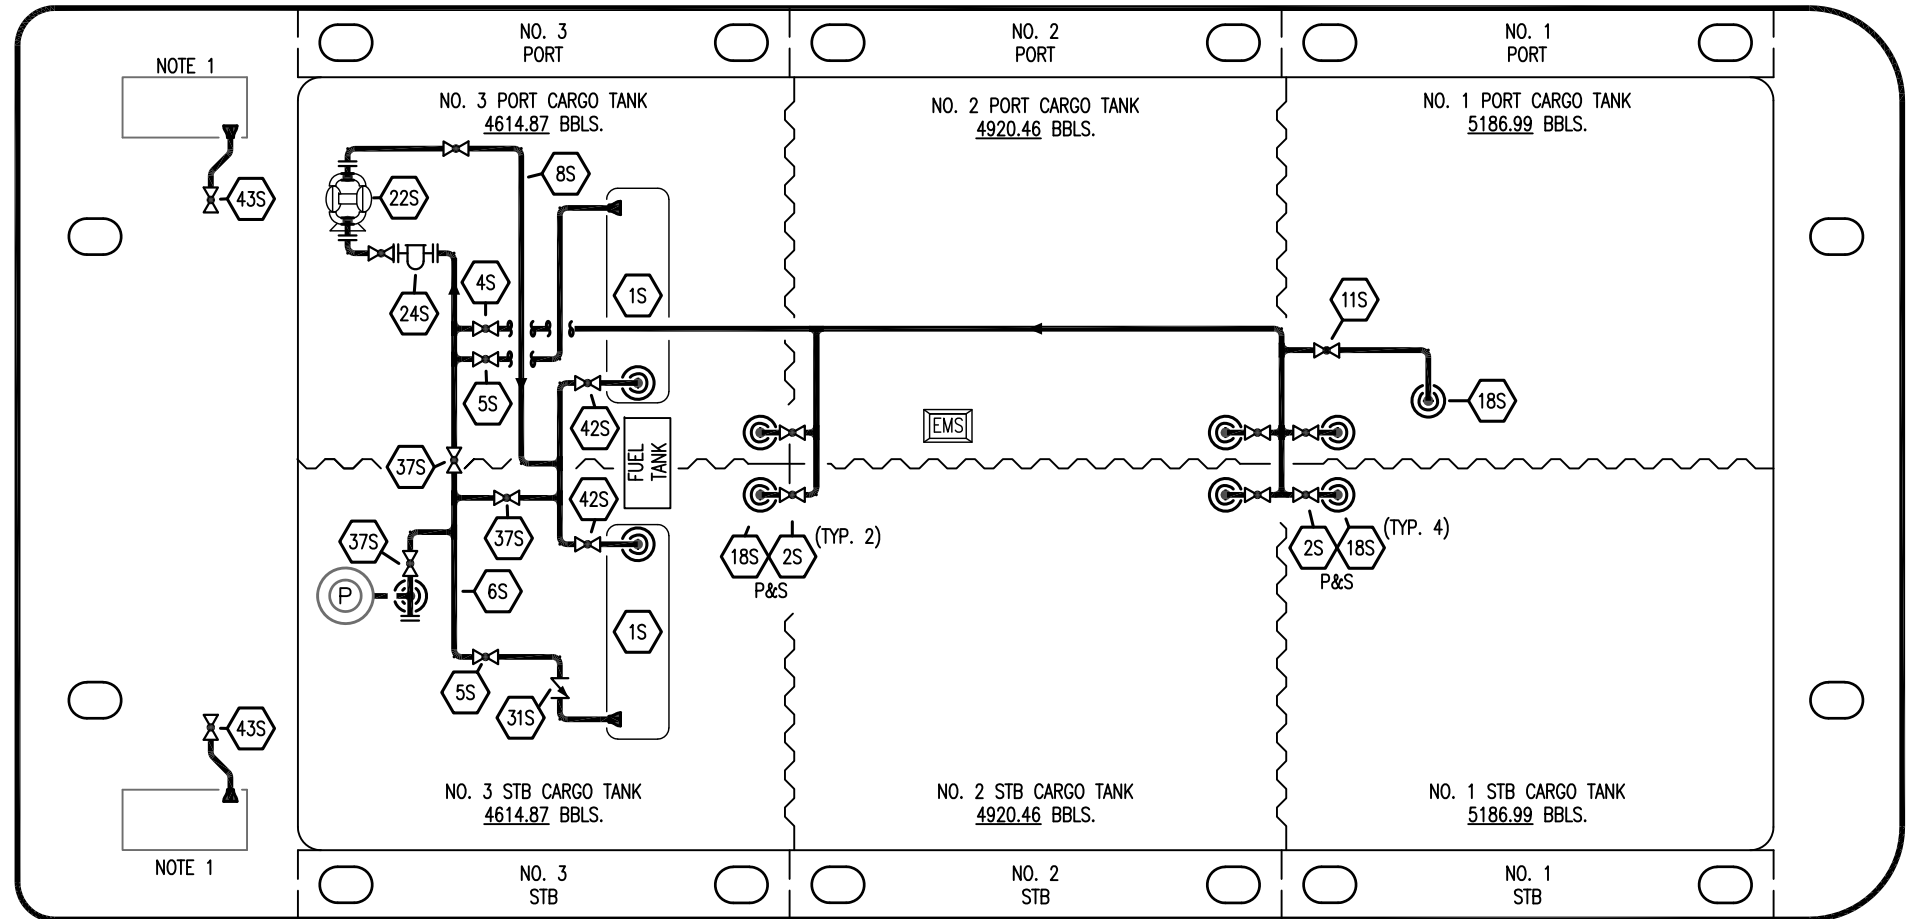 NO. 3
PORT
NO. 2
PORT
NO. 1
PORT
NOTE 1
NO. 3 PORT CARGO TANK
4614.87 BBLS.
NO. 2 PORT CARGO TANK
4920.46 BBLS.
NO. 1 PORT CARGO TANK
5186.99 BBLS.
8S
43S
22S
4S
1S
24S
11S
5S
18S
42S
EMS
FUEL
TANK
37S
42S
37S
37S
18S
2S
(TYP. 2)
P&S
2S
18S
(TYP. 4)
P&S
P
6S
1S
5S
31S
43S
NO. 3 STB CARGO TANK
4614.87 BBLS.
NO. 2 STB CARGO TANK
4920.46 BBLS.
NO. 1 STB CARGO TANK
5186.99 BBLS.
NOTE 1
NO. 3
STB
NO. 2
STB
NO. 1
STB